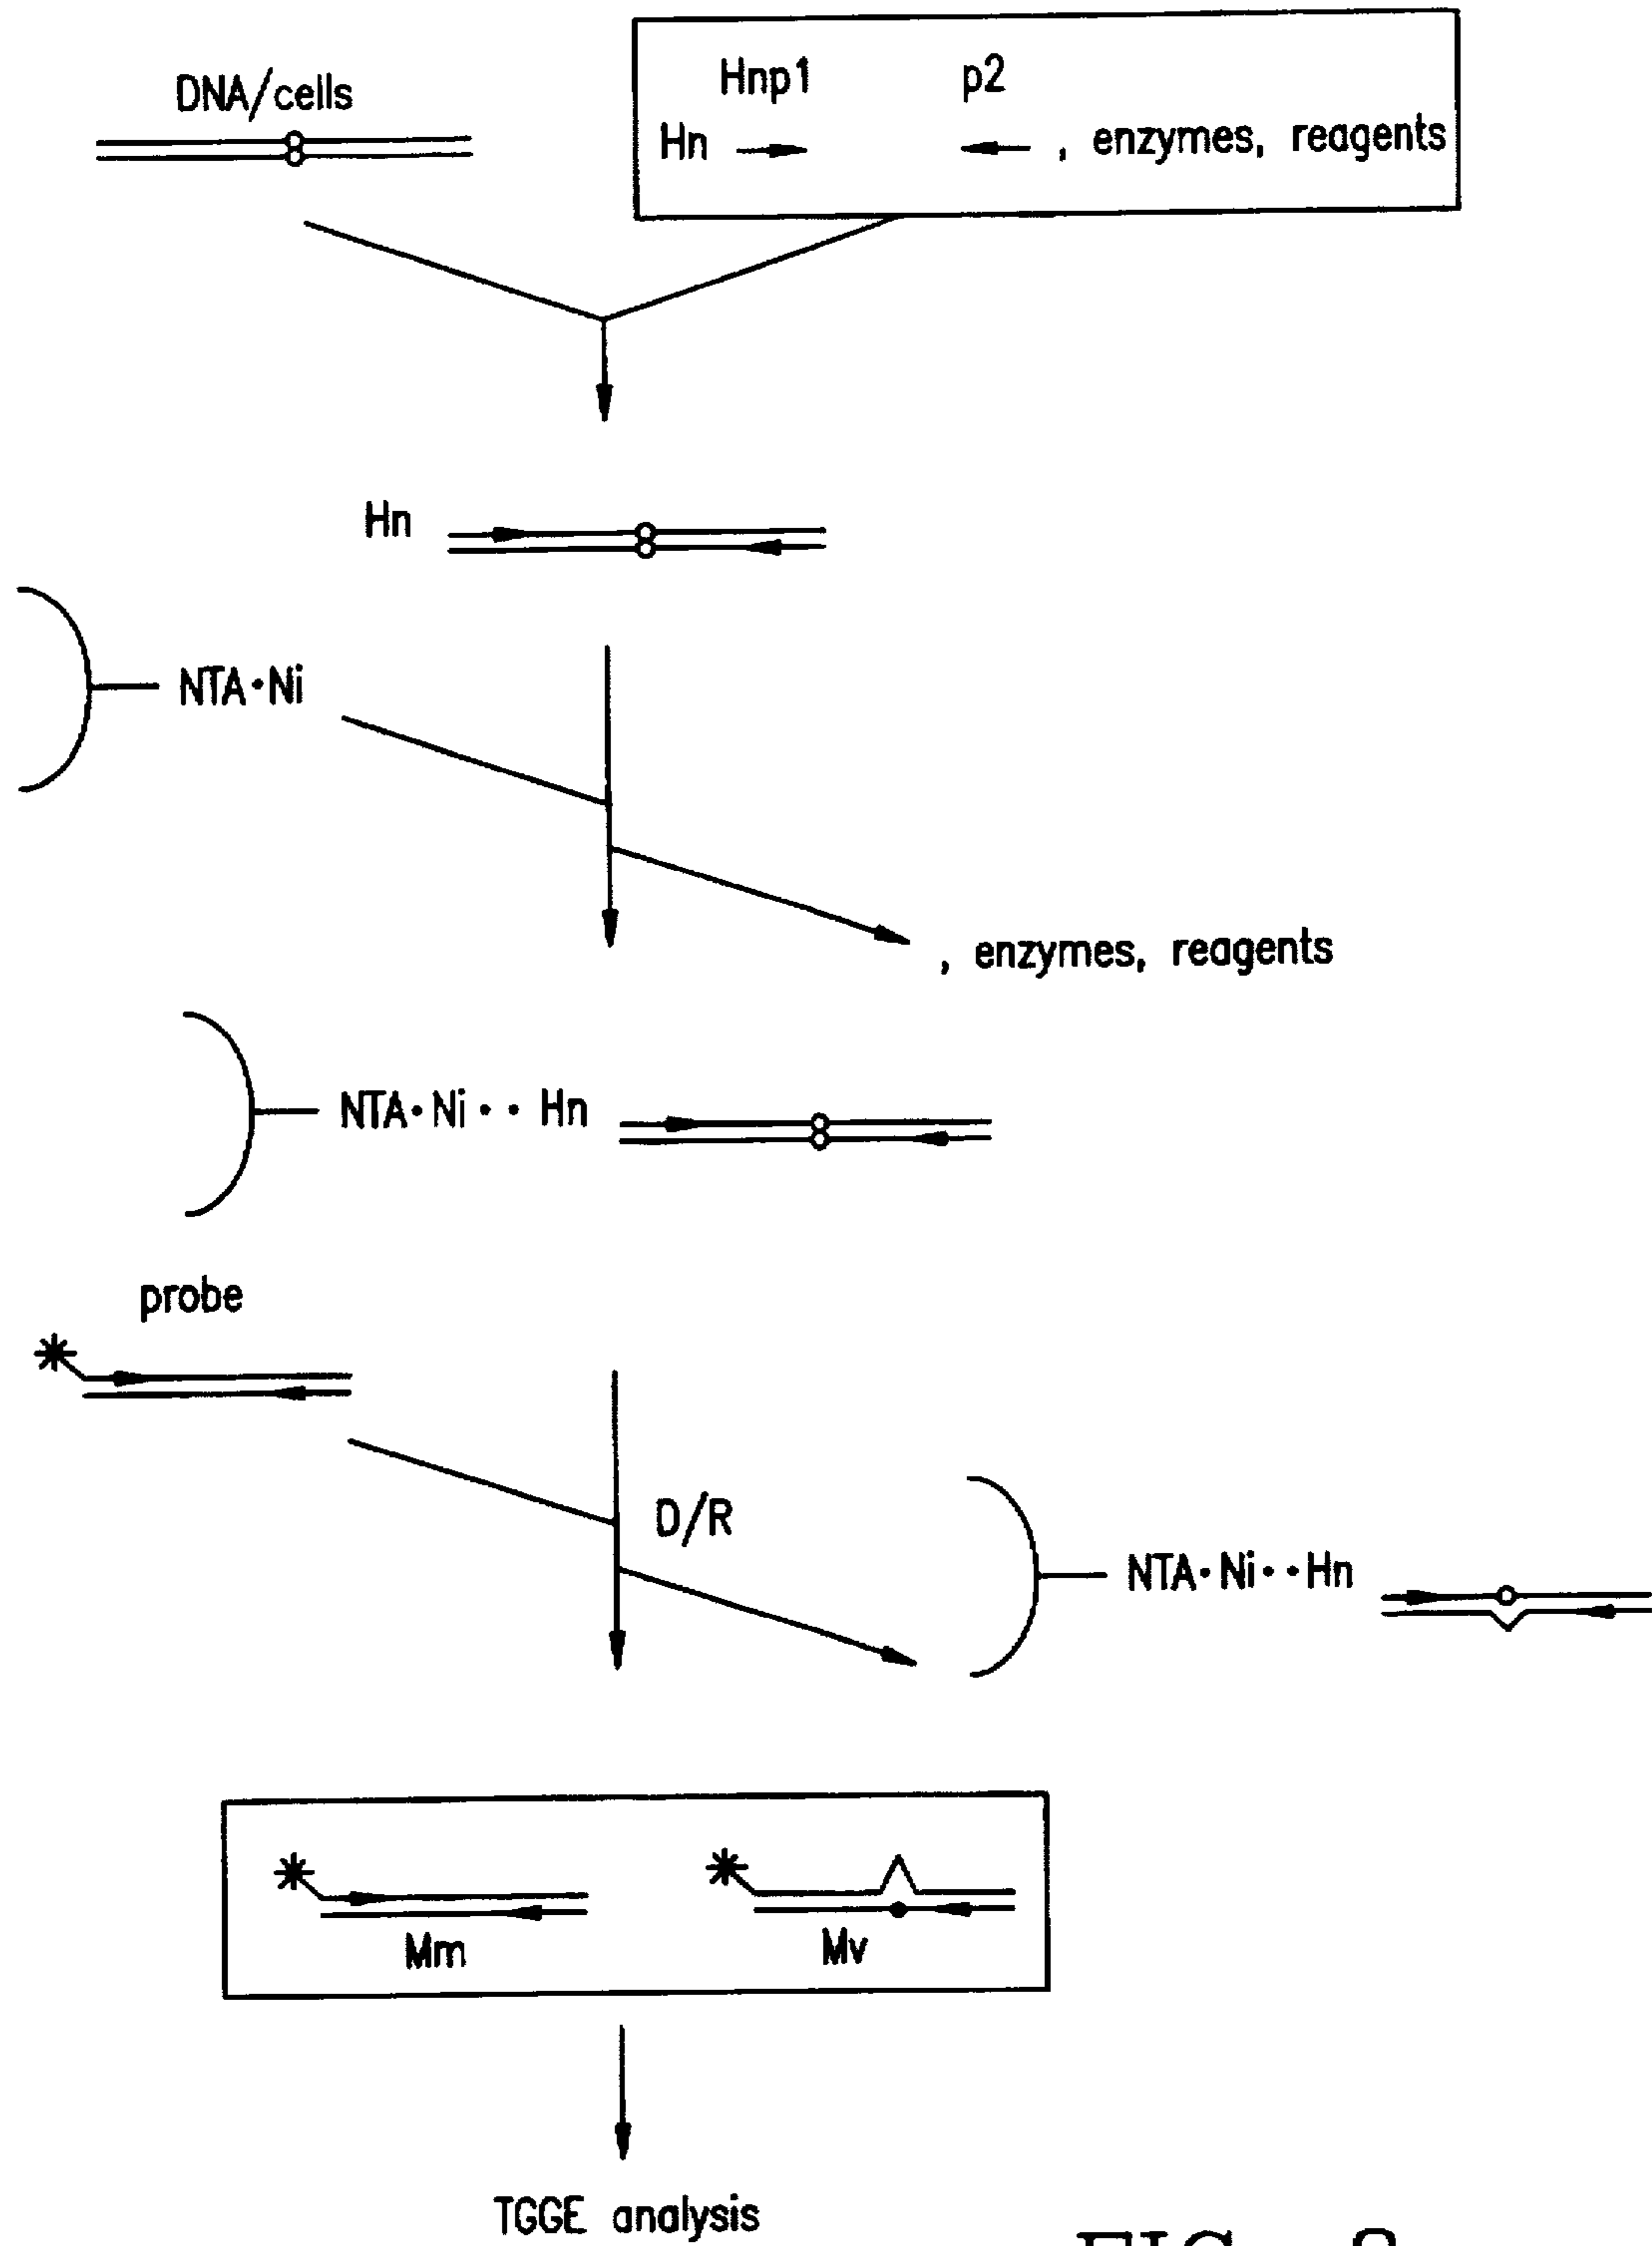 DNA/cells
Hnp1 p2
Hn , enzymes, reagents
Hn
NTA·Ni
, enzymes, reagents
NTA·Ni·· Hn
probe
D/R
NTA·Ni··Hn
Mm Mv
TGGE analysis